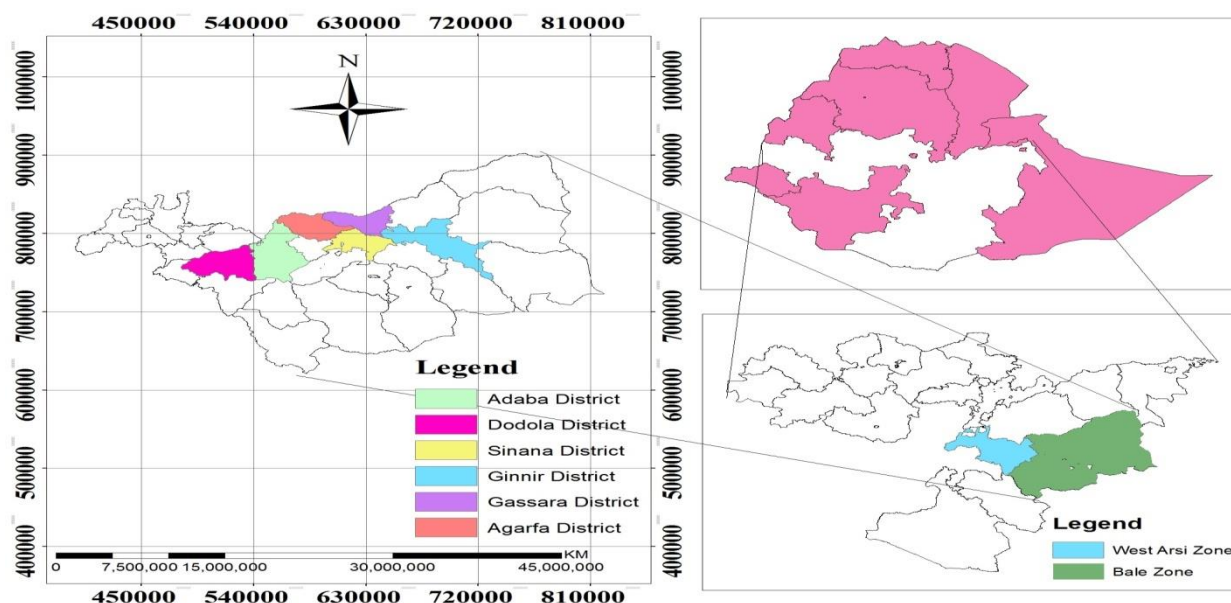 450000 540000 630000 720000 810000
N
1000000
900000
800000
700000
600000
500000
400000
1000000
900000
800000
700000
600000
500000
400000
Legend
Adaba District
Dodola District
Sinana District
Ginnir District
Gassara District
Agarfa District
KM
0 7,500,000 15,000,000 30,000,000 45,000,000
450000 540000 630000 720000 810000
Legend
West Arsi Zone
Bale Zone